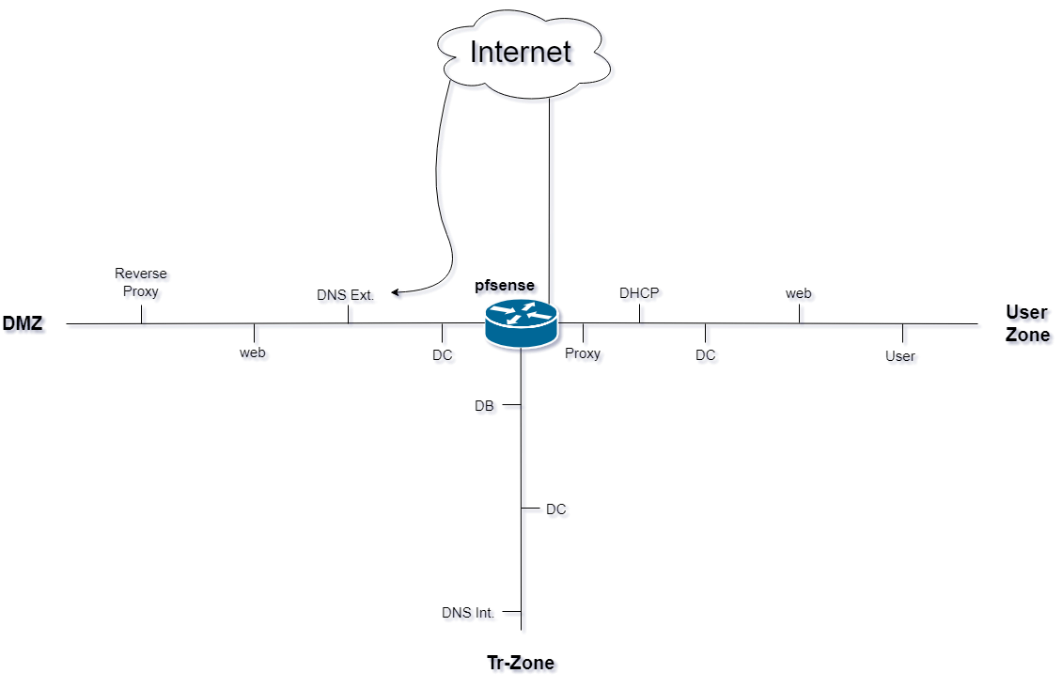 Internet
Reverse
Proxy
DNS Ext.
pfsense
DHCP
web
DMZ
User
Zone
web
DC
Proxy
DC
User
DB
DC
DNS Int.
Tr-Zone